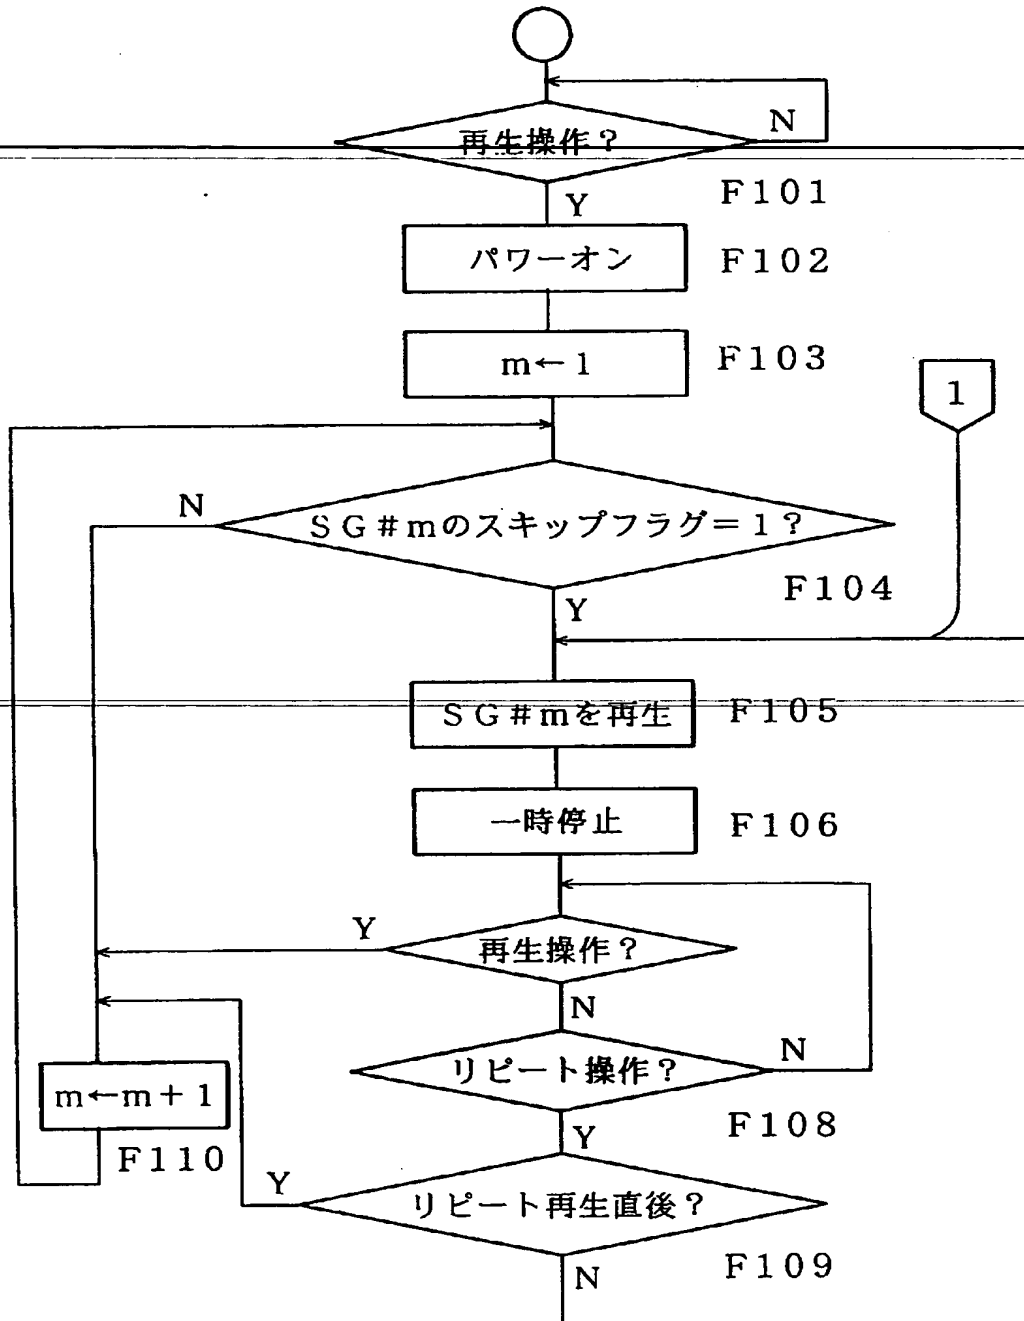 再生操作？
N
F101
Y
パワーオン
F102
m←1
F103
1
N
SG#mのスキップフラグ＝1？
F104
Y
SG#mを再生
F105
一時停止
F106
Y
再生操作？
N
リピート操作？
N
m←m＋1
F108
Y
F110
Y
リピート再生直後？
F109
N